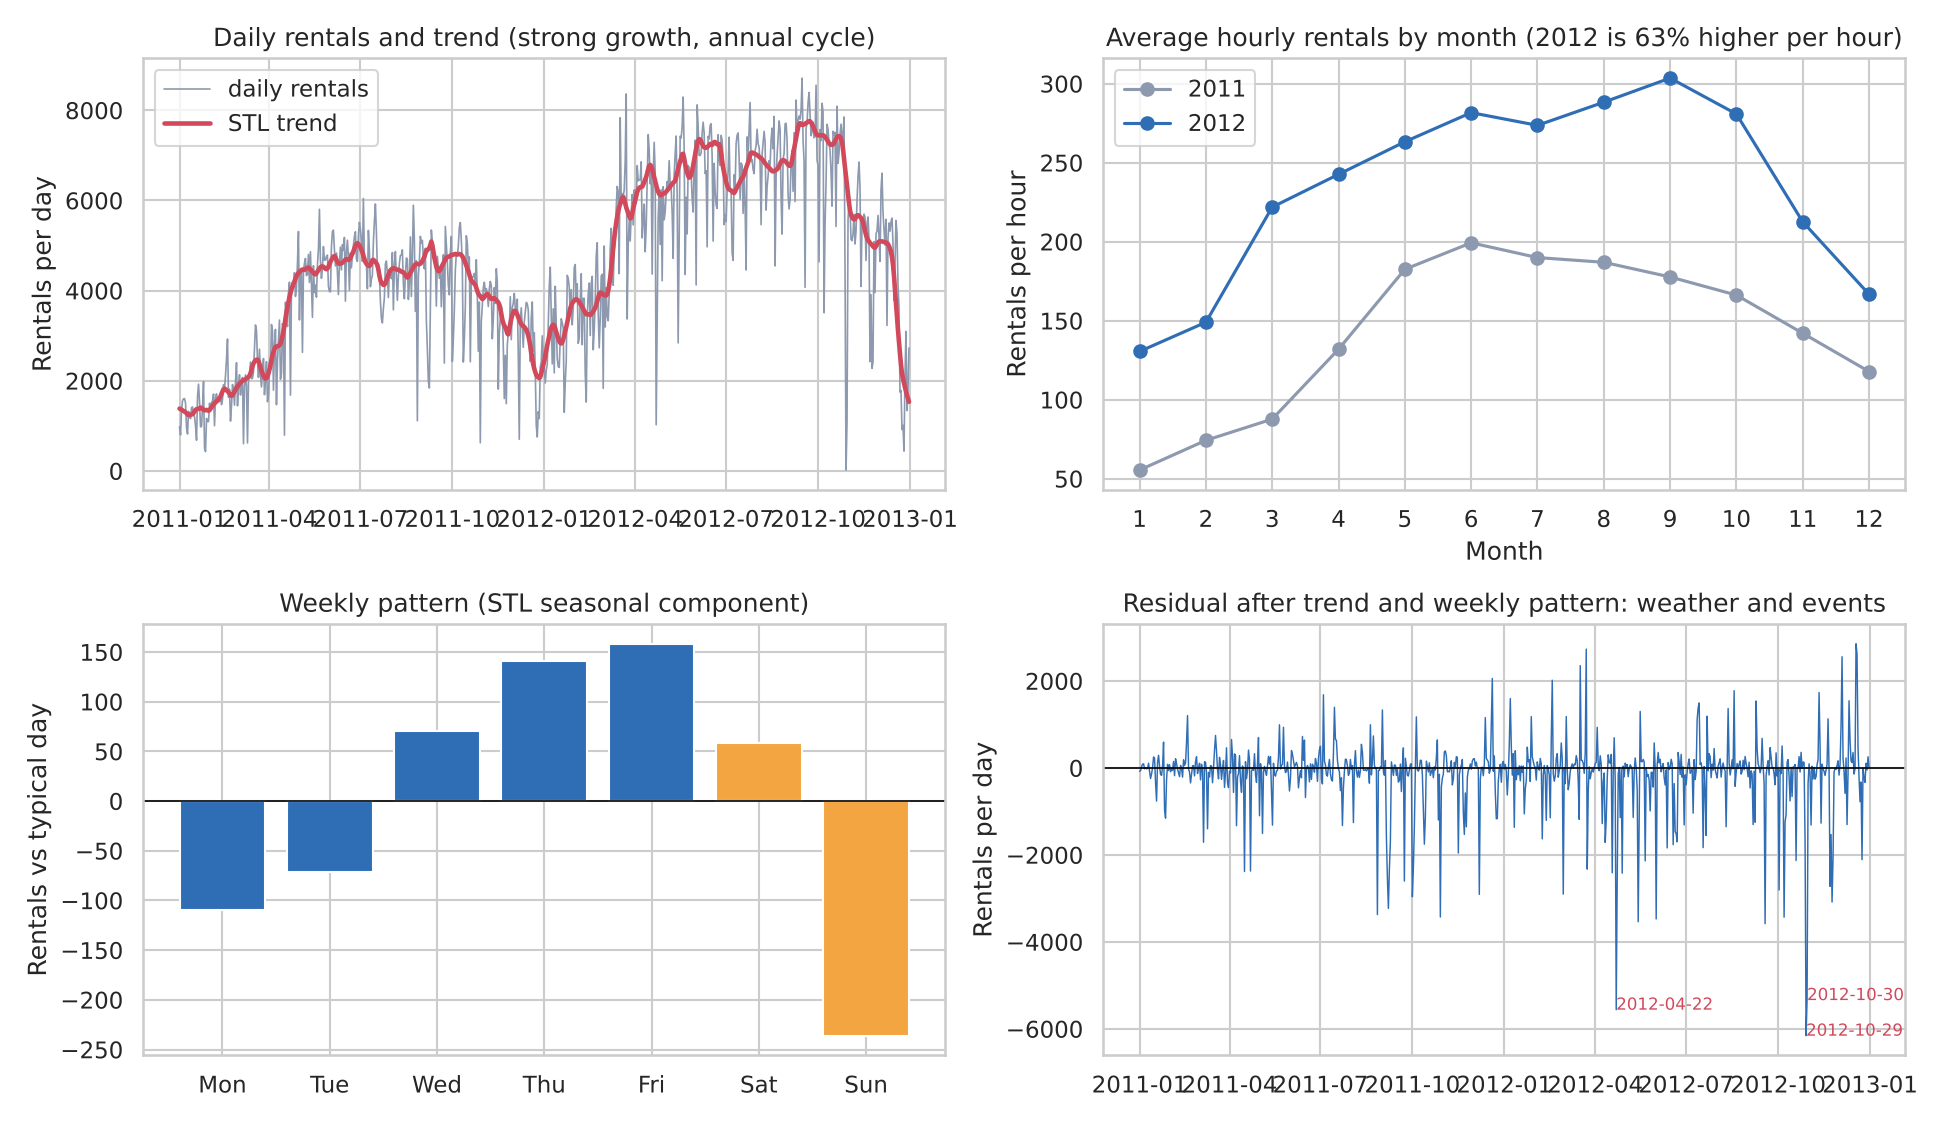 Daily rentals and trend (strong growth, annual cycle)
daily rentals
STL trend
Rentals per day
8000
6000
4000
2000
0
2011-01 2011-04 2011-07 2011-10 2012-01 2012-04 2012-07 2012-10 2013-01
Average hourly rentals by month (2012 is 63% higher per hour)
2011
2012
Rentals per hour
300
250
200
150
100
50
1 2 3 4 5 6 7 8 9 10 11 12
Month
Weekly pattern (STL seasonal component)
Rentals vs typical day
150
100
50
0
−50
−100
−150
−200
−250
Mon Tue Wed Thu Fri Sat Sun
Residual after trend and weekly pattern: weather and events
Rentals per day
2000
0
−2000
−4000
−6000
2012-10-30
2012-04-22
2012-10-29
2011-01 2011-04 2011-07 2011-10 2012-01 2012-04 2012-07 2012-10 2013-01